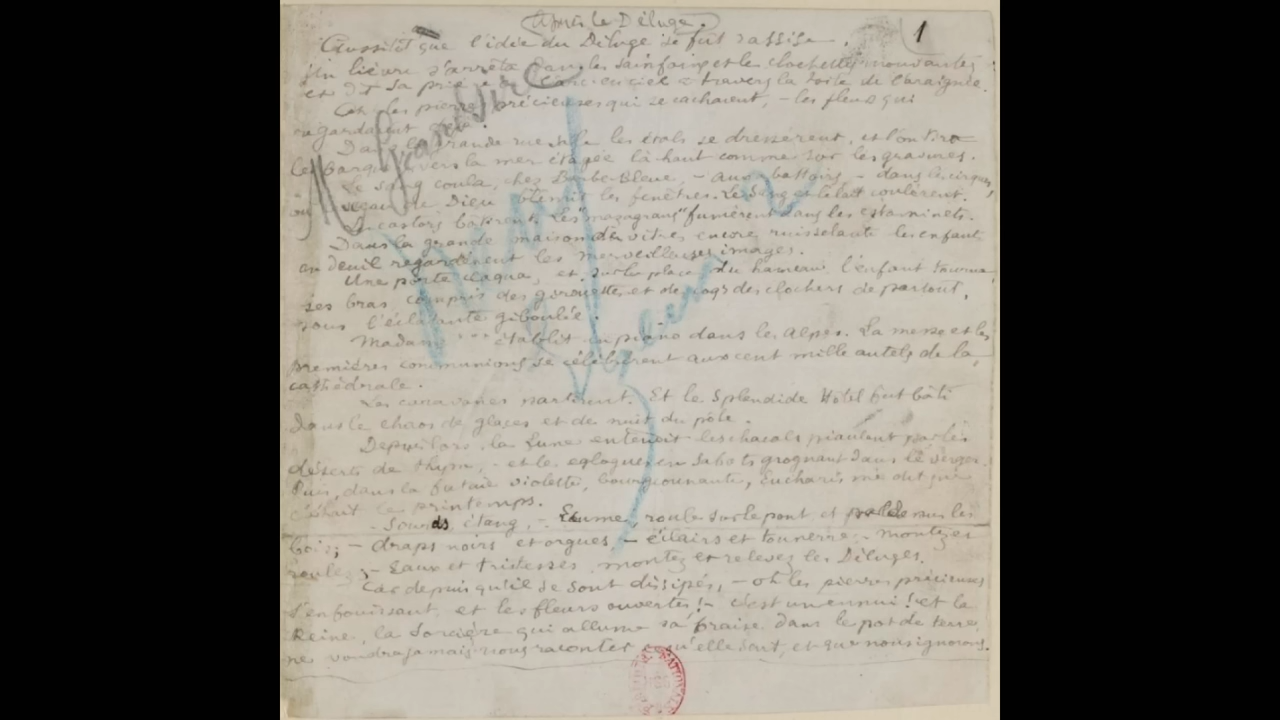 Après le Déluge.
1
Aussitôt que l'idée du Déluge se fut rassise,
Un lièvre s'arrêta dans les sainfoins et les clochettes mouvantes
et dit sa prière à l'arc-en-ciel à travers la toile de l'araignée.
Oh les pierres précieuses qui se cachaient, – les fleurs qui
regardaient déjà.
Dans la grande rue sale les étals se dressèrent, et l'on tira
les barques vers la mer étagée là-haut comme sur les gravures.
Le sang coula, chez Barbe-Bleue, – aux abattoirs, – dans les cirques,
où le sceau de Dieu blêmit les fenêtres. Le sang et le lait coulèrent.
Les castors bâtirent. Les "mazagrans" fumèrent dans les estaminets.
Dans la grande maison de vitres encore ruisselante les enfants
en deuil regardèrent les merveilleuses images.
Une porte claqua, et sur la place du hameau, l'enfant tourna
ses bras, compris des girouettes et des coqs des clochers de partout,
sous l'éclatante giboulée.
Madame *** établit un piano dans les Alpes. La messe et les
premières communions se célébrèrent aux cent mille autels de la
cathédrale.
Les caravanes partirent. Et le Splendide Hôtel fut bâti
dans le chaos de glaces et de nuit du pôle.
Depuis lors, la Lune entendit les chacals piaulant par les
déserts de thym, – et les églogues en sabots grognant dans le verger.
Puis, dans la futaie violette, bourgeonnante, Eucharis me dit que
c'était le printemps.
– Sourds, étang, – Écume, roule sur le pont et par dessus les
bois; – draps noirs et orgues – éclairs et tonnerre, – montez et
roulez; – Eaux et tristesses, montez et relevez les Déluges.
Car depuis qu'ils se sont dissipés, – oh les pierres précieuses
s'enfouissant, et les fleurs ouvertes! – c'est un ennui! et la
Reine, la Sorcière qui allume sa braise dans le pot de terre,
ne voudra jamais nous raconter ce qu'elle sait, et que nous ignorons.